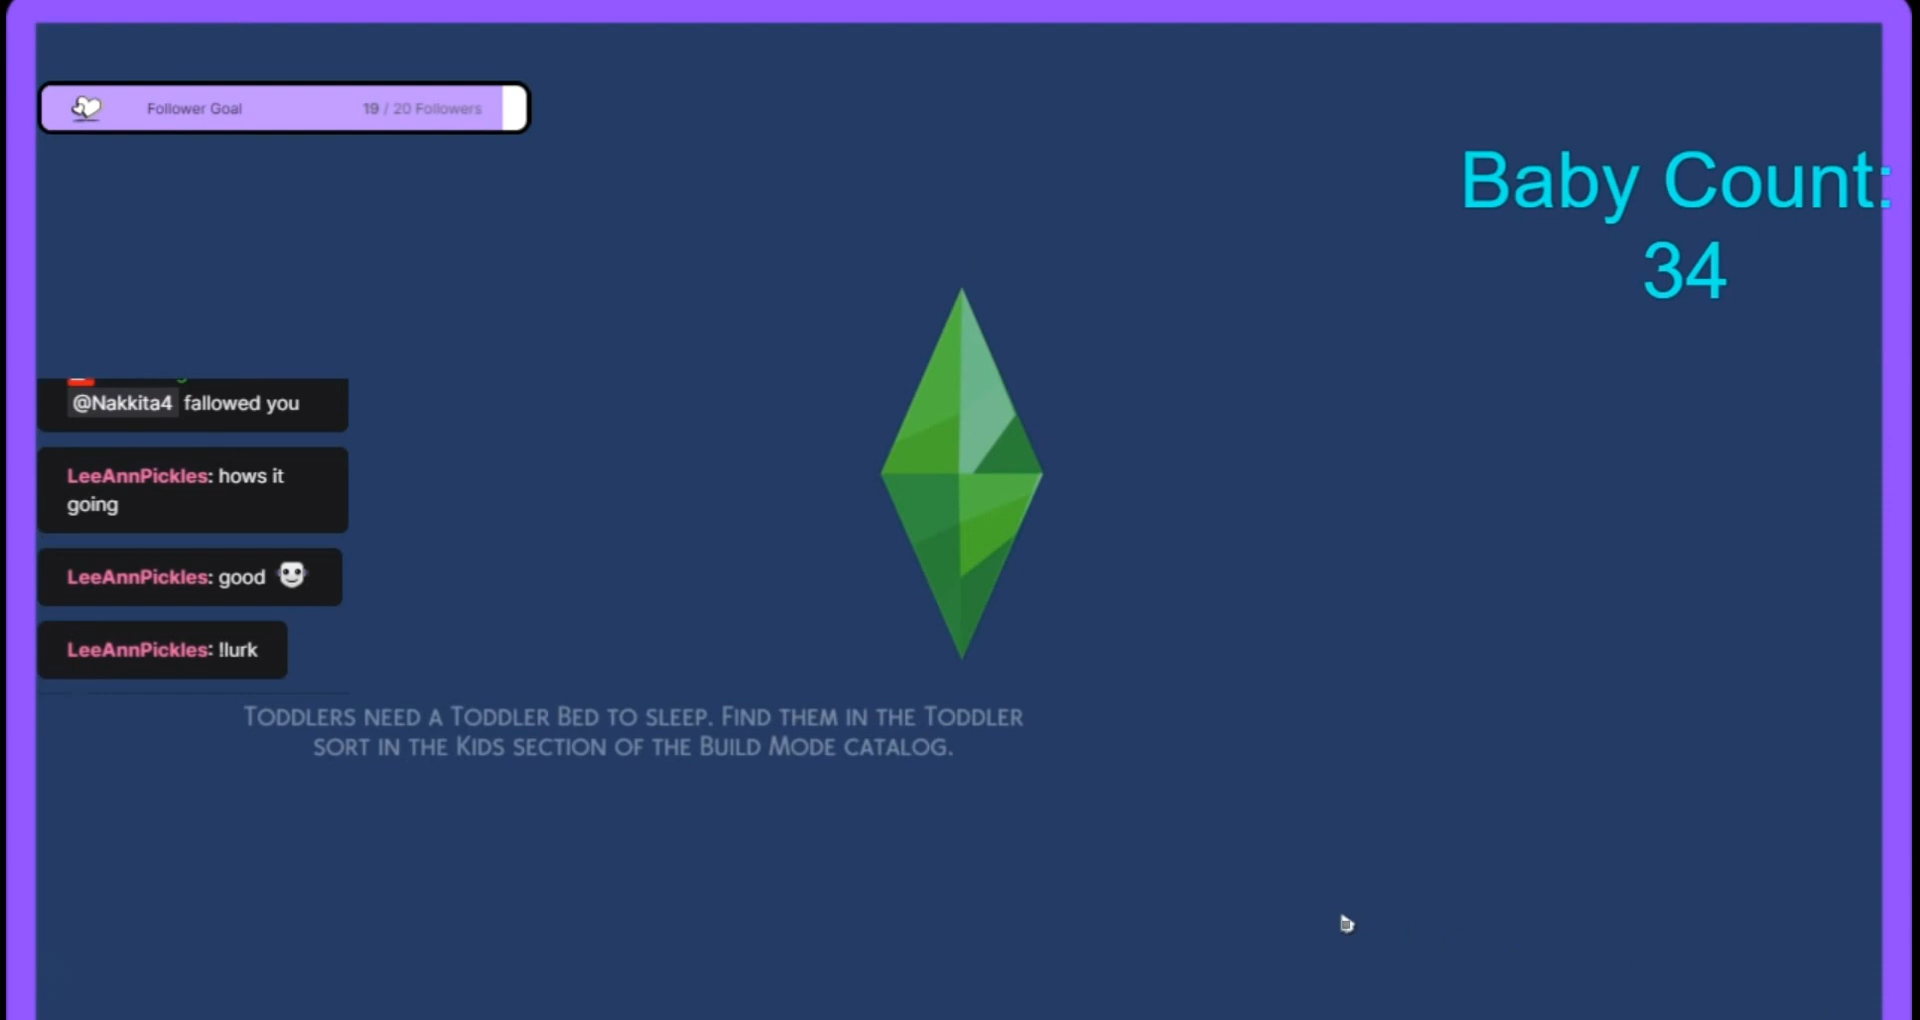 Follower Goal 19 / 20 Followers
Baby Count:
34
@Nakkita4 fallowed you
LeeAnnPickles: hows it
going
LeeAnnPickles: good
LeeAnnPickles: !lurk
TODDLERS NEED A TODDLER BED TO SLEEP. FIND THEM IN THE TODDLER
SORT IN THE KIDS SECTION OF THE BUILD MODE CATALOG.